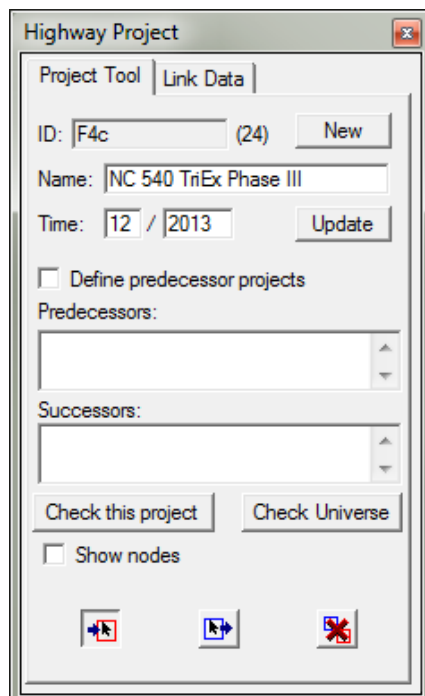 Highway Project
Project Tool Link Data
ID: F4c (24) New
Name: NC 540 TriEx Phase III
Time: 12 / 2013 Update
Define predecessor projects
Predecessors:
Successors:
Check this project Check Universe
Show nodes